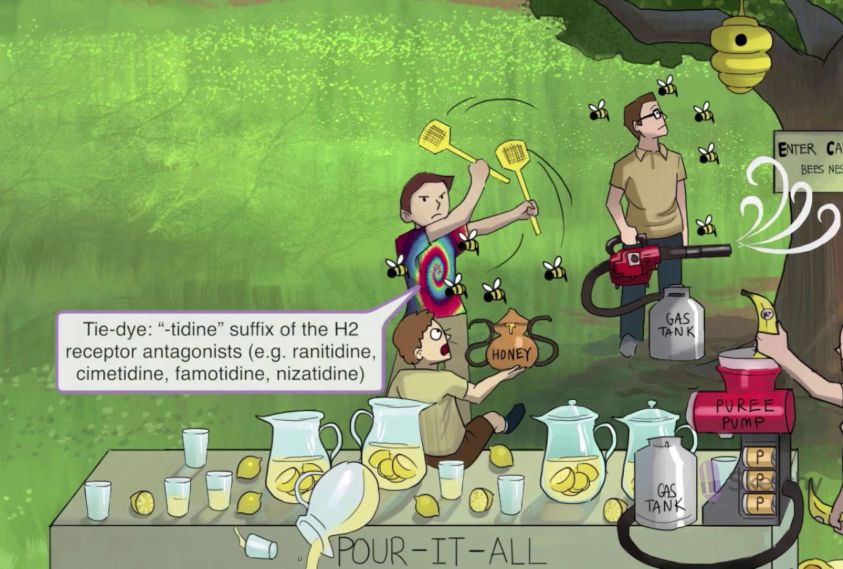 ENTER CA
BEES NES
Tie-dye: "-tidine" suffix of the H2
receptor antagonists (e.g. ranitidine,
cimetidine, famotidine, nizatidine)
T
HONEY
GAS
TANK
K+
PUREE
PUMP
P
P
P
GAS
TANK
POUR-IT-ALL